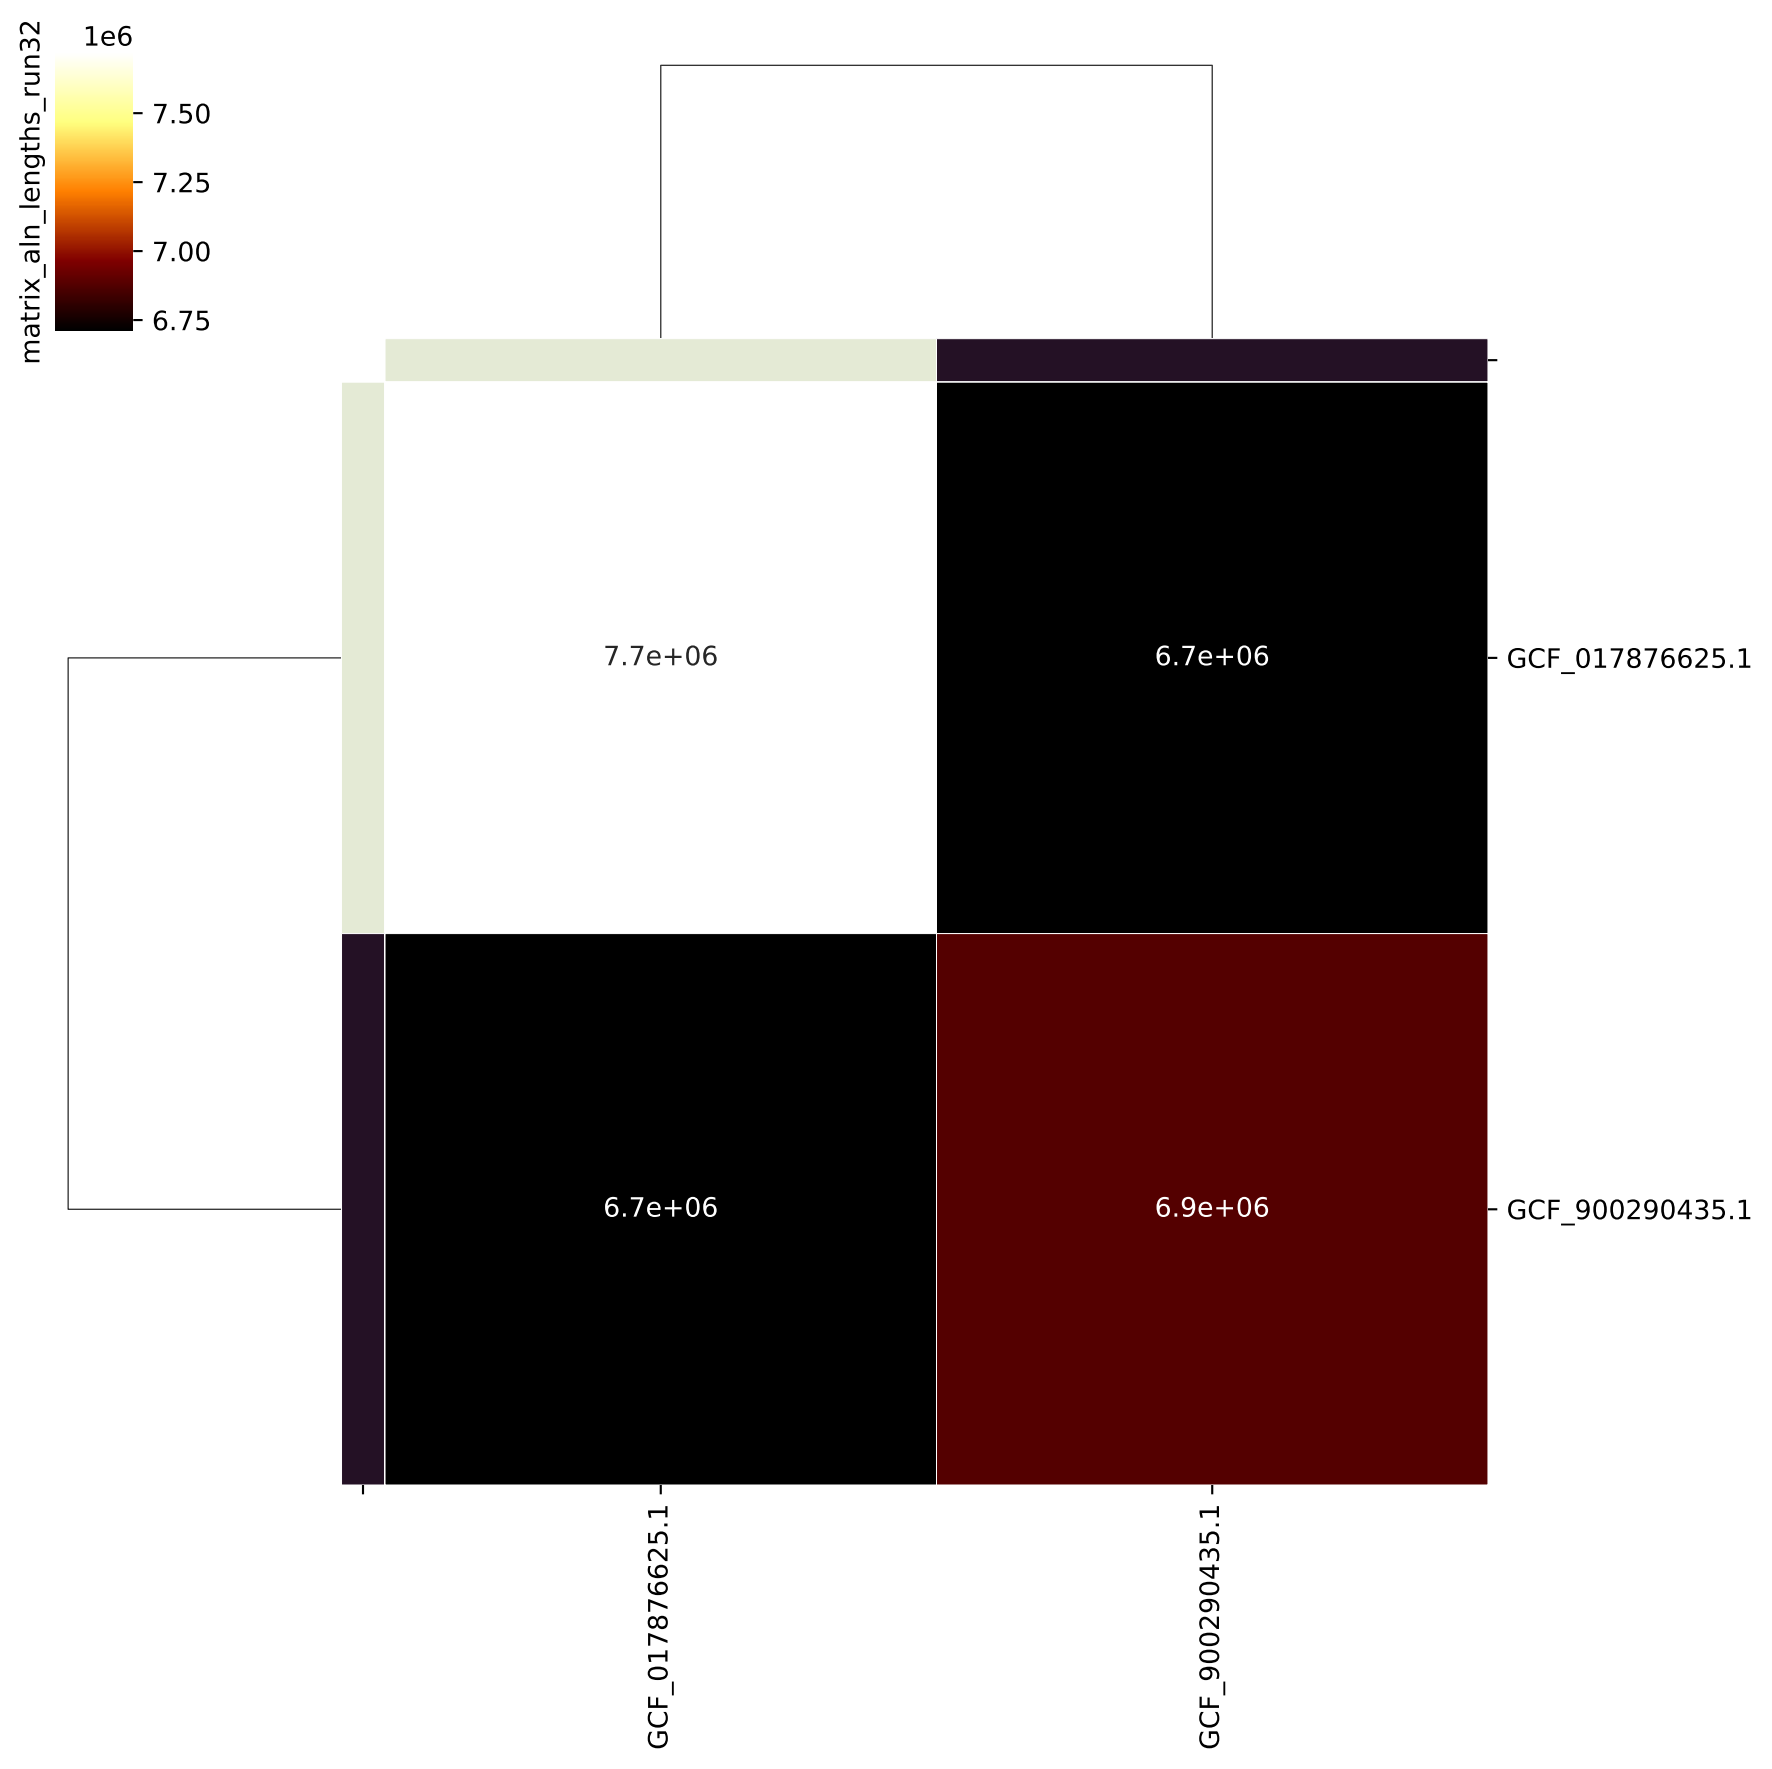 matrix_aln_lengths_run32
1e6
7.50
7.25
7.00
6.75
7.7e+06
6.7e+06
GCF_017876625.1
6.7e+06
6.9e+06
GCF_900290435.1
GCF_017876625.1
GCF_900290435.1